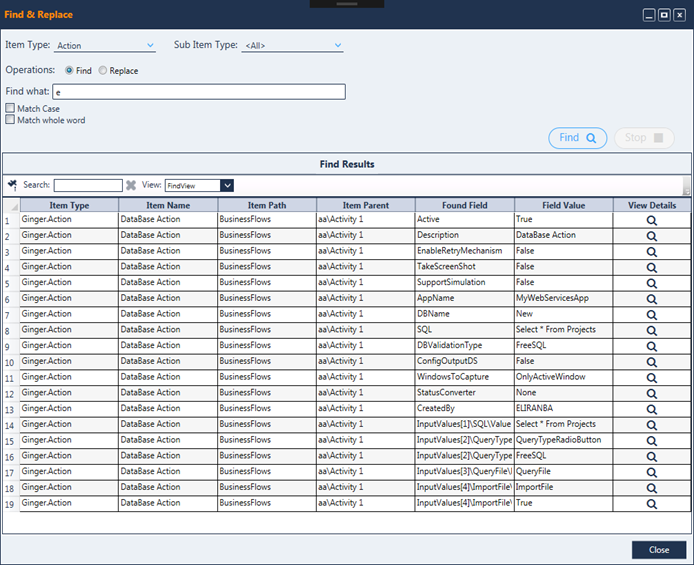 Find & Replace
Item Type: Action Sub Item Type: <All>
Operations: Find Replace
Find what: e
Match Case
Match whole word
Find Stop
Find Results
Search: View: FindView
Item Type Item Name Item Path Item Parent Found Field Field Value View Details
1 Ginger.Action DataBase Action BusinessFlows aa\Activity 1 Active True
2 Ginger.Action DataBase Action BusinessFlows aa\Activity 1 Description DataBase Action
3 Ginger.Action DataBase Action BusinessFlows aa\Activity 1 EnableRetryMechanism False
4 Ginger.Action DataBase Action BusinessFlows aa\Activity 1 TakeScreenShot False
5 Ginger.Action DataBase Action BusinessFlows aa\Activity 1 SupportSimulation False
6 Ginger.Action DataBase Action BusinessFlows aa\Activity 1 AppName MyWebServicesApp
7 Ginger.Action DataBase Action BusinessFlows aa\Activity 1 DBName New
8 Ginger.Action DataBase Action BusinessFlows aa\Activity 1 SQL Select * From Projects
9 Ginger.Action DataBase Action BusinessFlows aa\Activity 1 DBValidationType FreeSQL
10 Ginger.Action DataBase Action BusinessFlows aa\Activity 1 ConfigOutputDS False
11 Ginger.Action DataBase Action BusinessFlows aa\Activity 1 WindowsToCapture OnlyActiveWindow
12 Ginger.Action DataBase Action BusinessFlows aa\Activity 1 StatusConverter None
13 Ginger.Action DataBase Action BusinessFlows aa\Activity 1 CreatedBy ELIRANBA
14 Ginger.Action DataBase Action BusinessFlows aa\Activity 1 InputValues[1]\SQL\Value Select * From Projects
15 Ginger.Action DataBase Action BusinessFlows aa\Activity 1 InputValues[2]\QueryType QueryTypeRadioButton
16 Ginger.Action DataBase Action BusinessFlows aa\Activity 1 InputValues[2]\QueryType FreeSQL
17 Ginger.Action DataBase Action BusinessFlows aa\Activity 1 InputValues[3]\QueryFile\ QueryFile
18 Ginger.Action DataBase Action BusinessFlows aa\Activity 1 InputValues[4]\ImportFile\ ImportFile
19 Ginger.Action DataBase Action BusinessFlows aa\Activity 1 InputValues[4]\ImportFile\ True
Close